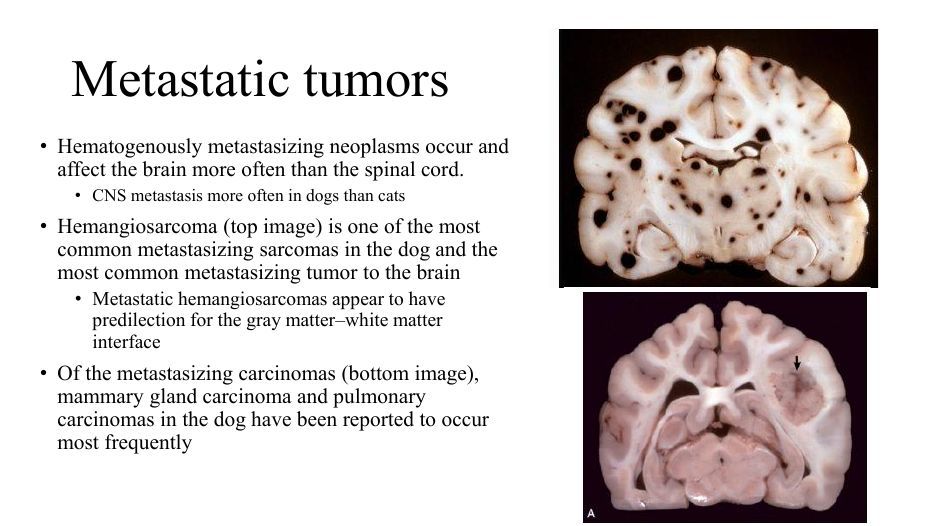 Metastatic tumors
• Hematogenously metastasizing neoplasms occur and
affect the brain more often than the spinal cord.
• CNS metastasis more often in dogs than cats
• Hemangiosarcoma (top image) is one of the most
common metastasizing sarcomas in the dog and the
most common metastasizing tumor to the brain
• Metastatic hemangiosarcomas appear to have
predilection for the gray matter–white matter
interface
• Of the metastasizing carcinomas (bottom image),
mammary gland carcinoma and pulmonary
carcinomas in the dog have been reported to occur
most frequently
A